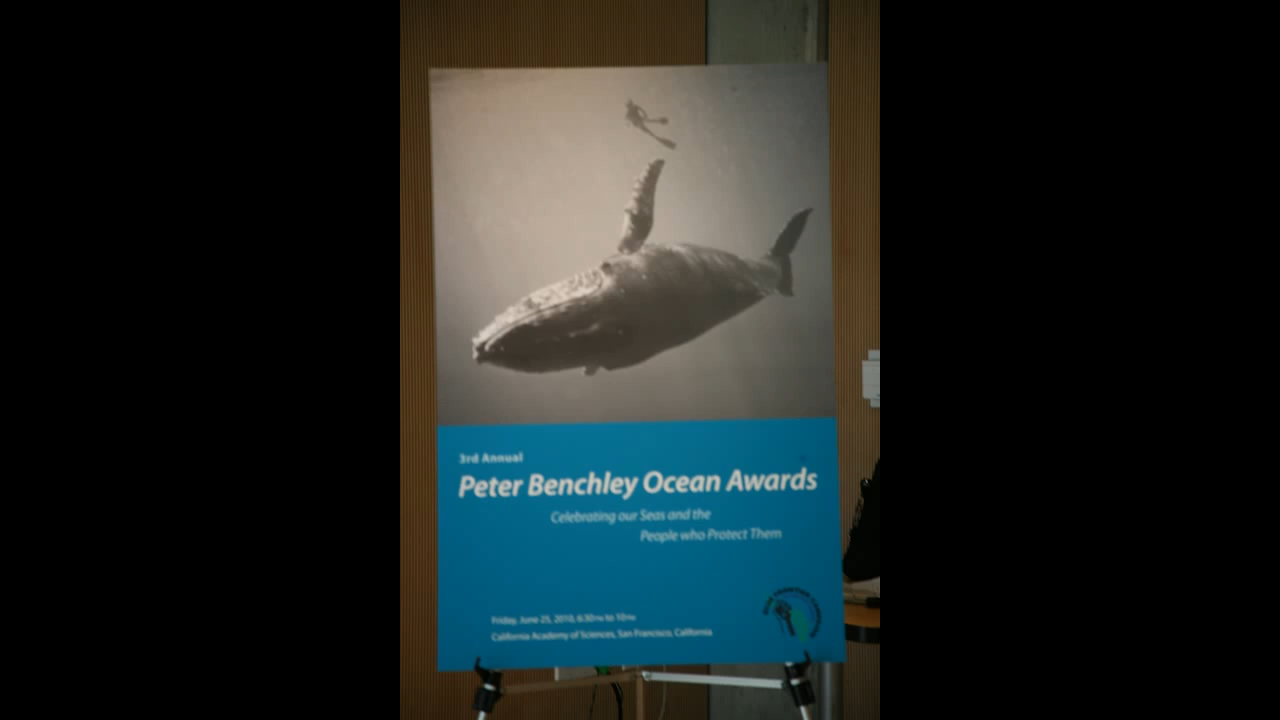 3rd Annual
Peter Benchley Ocean Awards
Celebrating our Seas and the
People who Protect Them
Friday, June 25, 2010, 6:30PM to 10PM
California Academy of Sciences, San Francisco, California